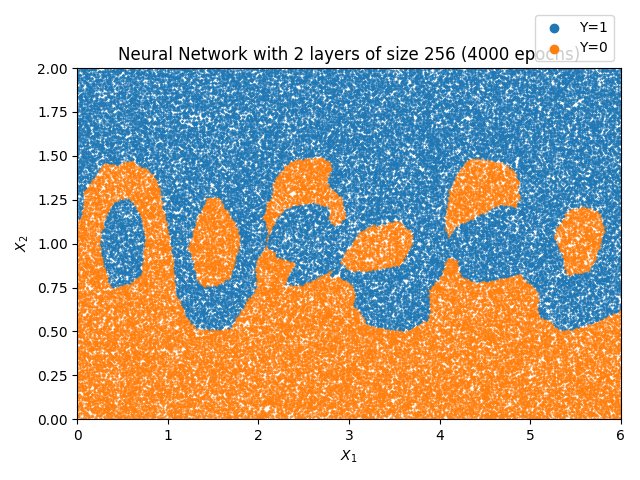 Y=1
Y=0
Neural Network with 2 layers of size 256 (4000 epochs)
2.00
1.75
1.50
1.25
1.00
0.75
0.50
0.25
0.00
X₂
0 1 2 3 4 5 6
X₁